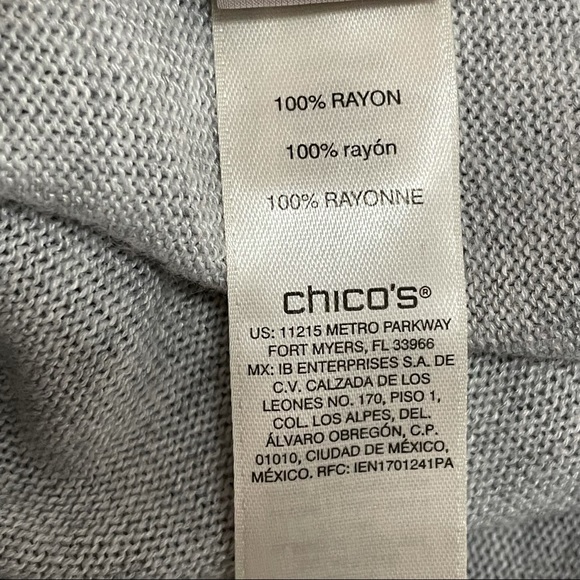 100% RAYON
100% rayón
100% RAYONNE
chico's®
US: 11215 METRO PARKWAY
FORT MYERS, FL 33966
MX: IB ENTERPRISES S.A. DE
C.V. CALZADA DE LOS
LEONES NO. 170, PISO 1,
COL. LOS ALPES, DEL.
ÁLVARO OBREGÓN, C.P.
01010, CIUDAD DE MÉXICO,
MÉXICO. RFC: IEN1701241PA